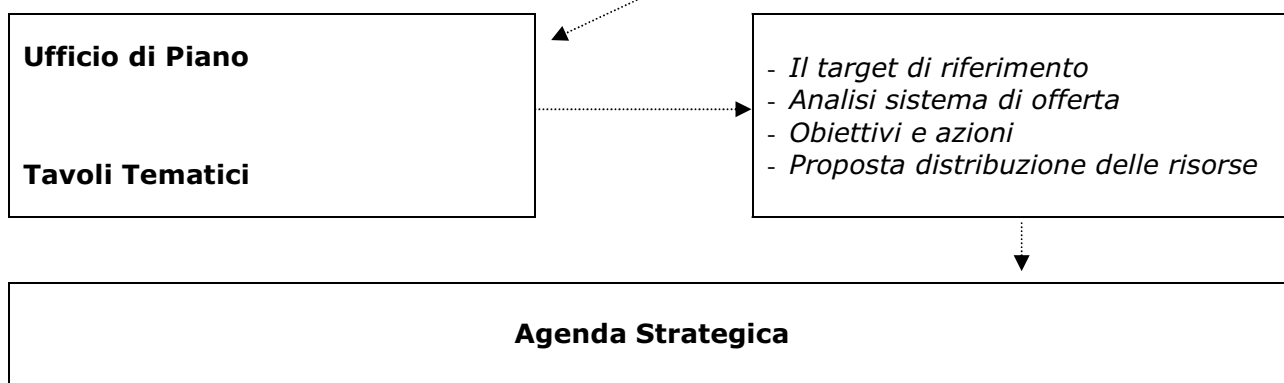 Ufficio di Piano
Tavoli Tematici
- Il target di riferimento
- Analisi sistema di offerta
- Obiettivi e azioni
- Proposta distribuzione delle risorse
Agenda Strategica